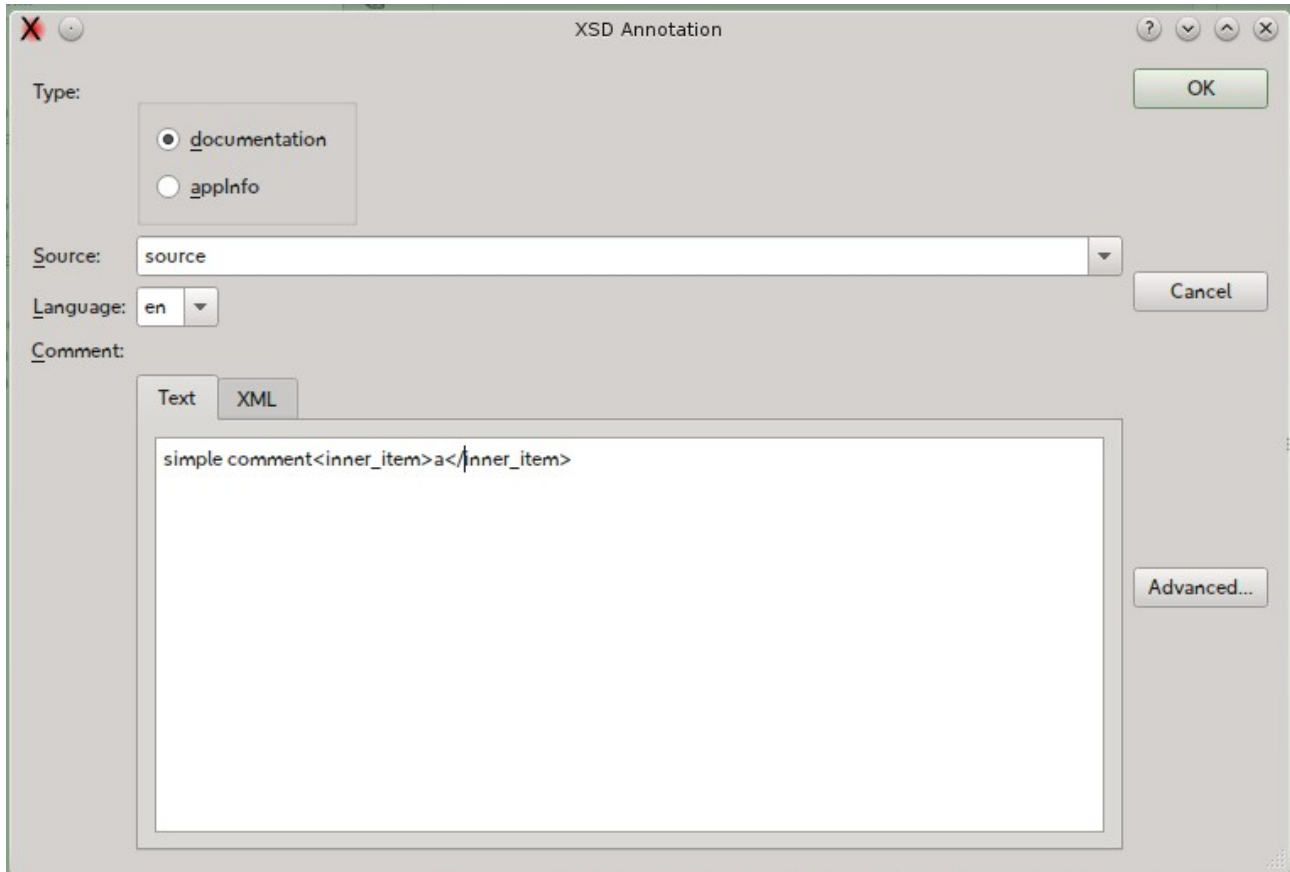 XSD Annotation
Type:
OK
documentation
appInfo
Source:
source
Cancel
Language:
en
Comment:
Text
XML
simple comment<inner_item>a</inner_item>
Advanced...